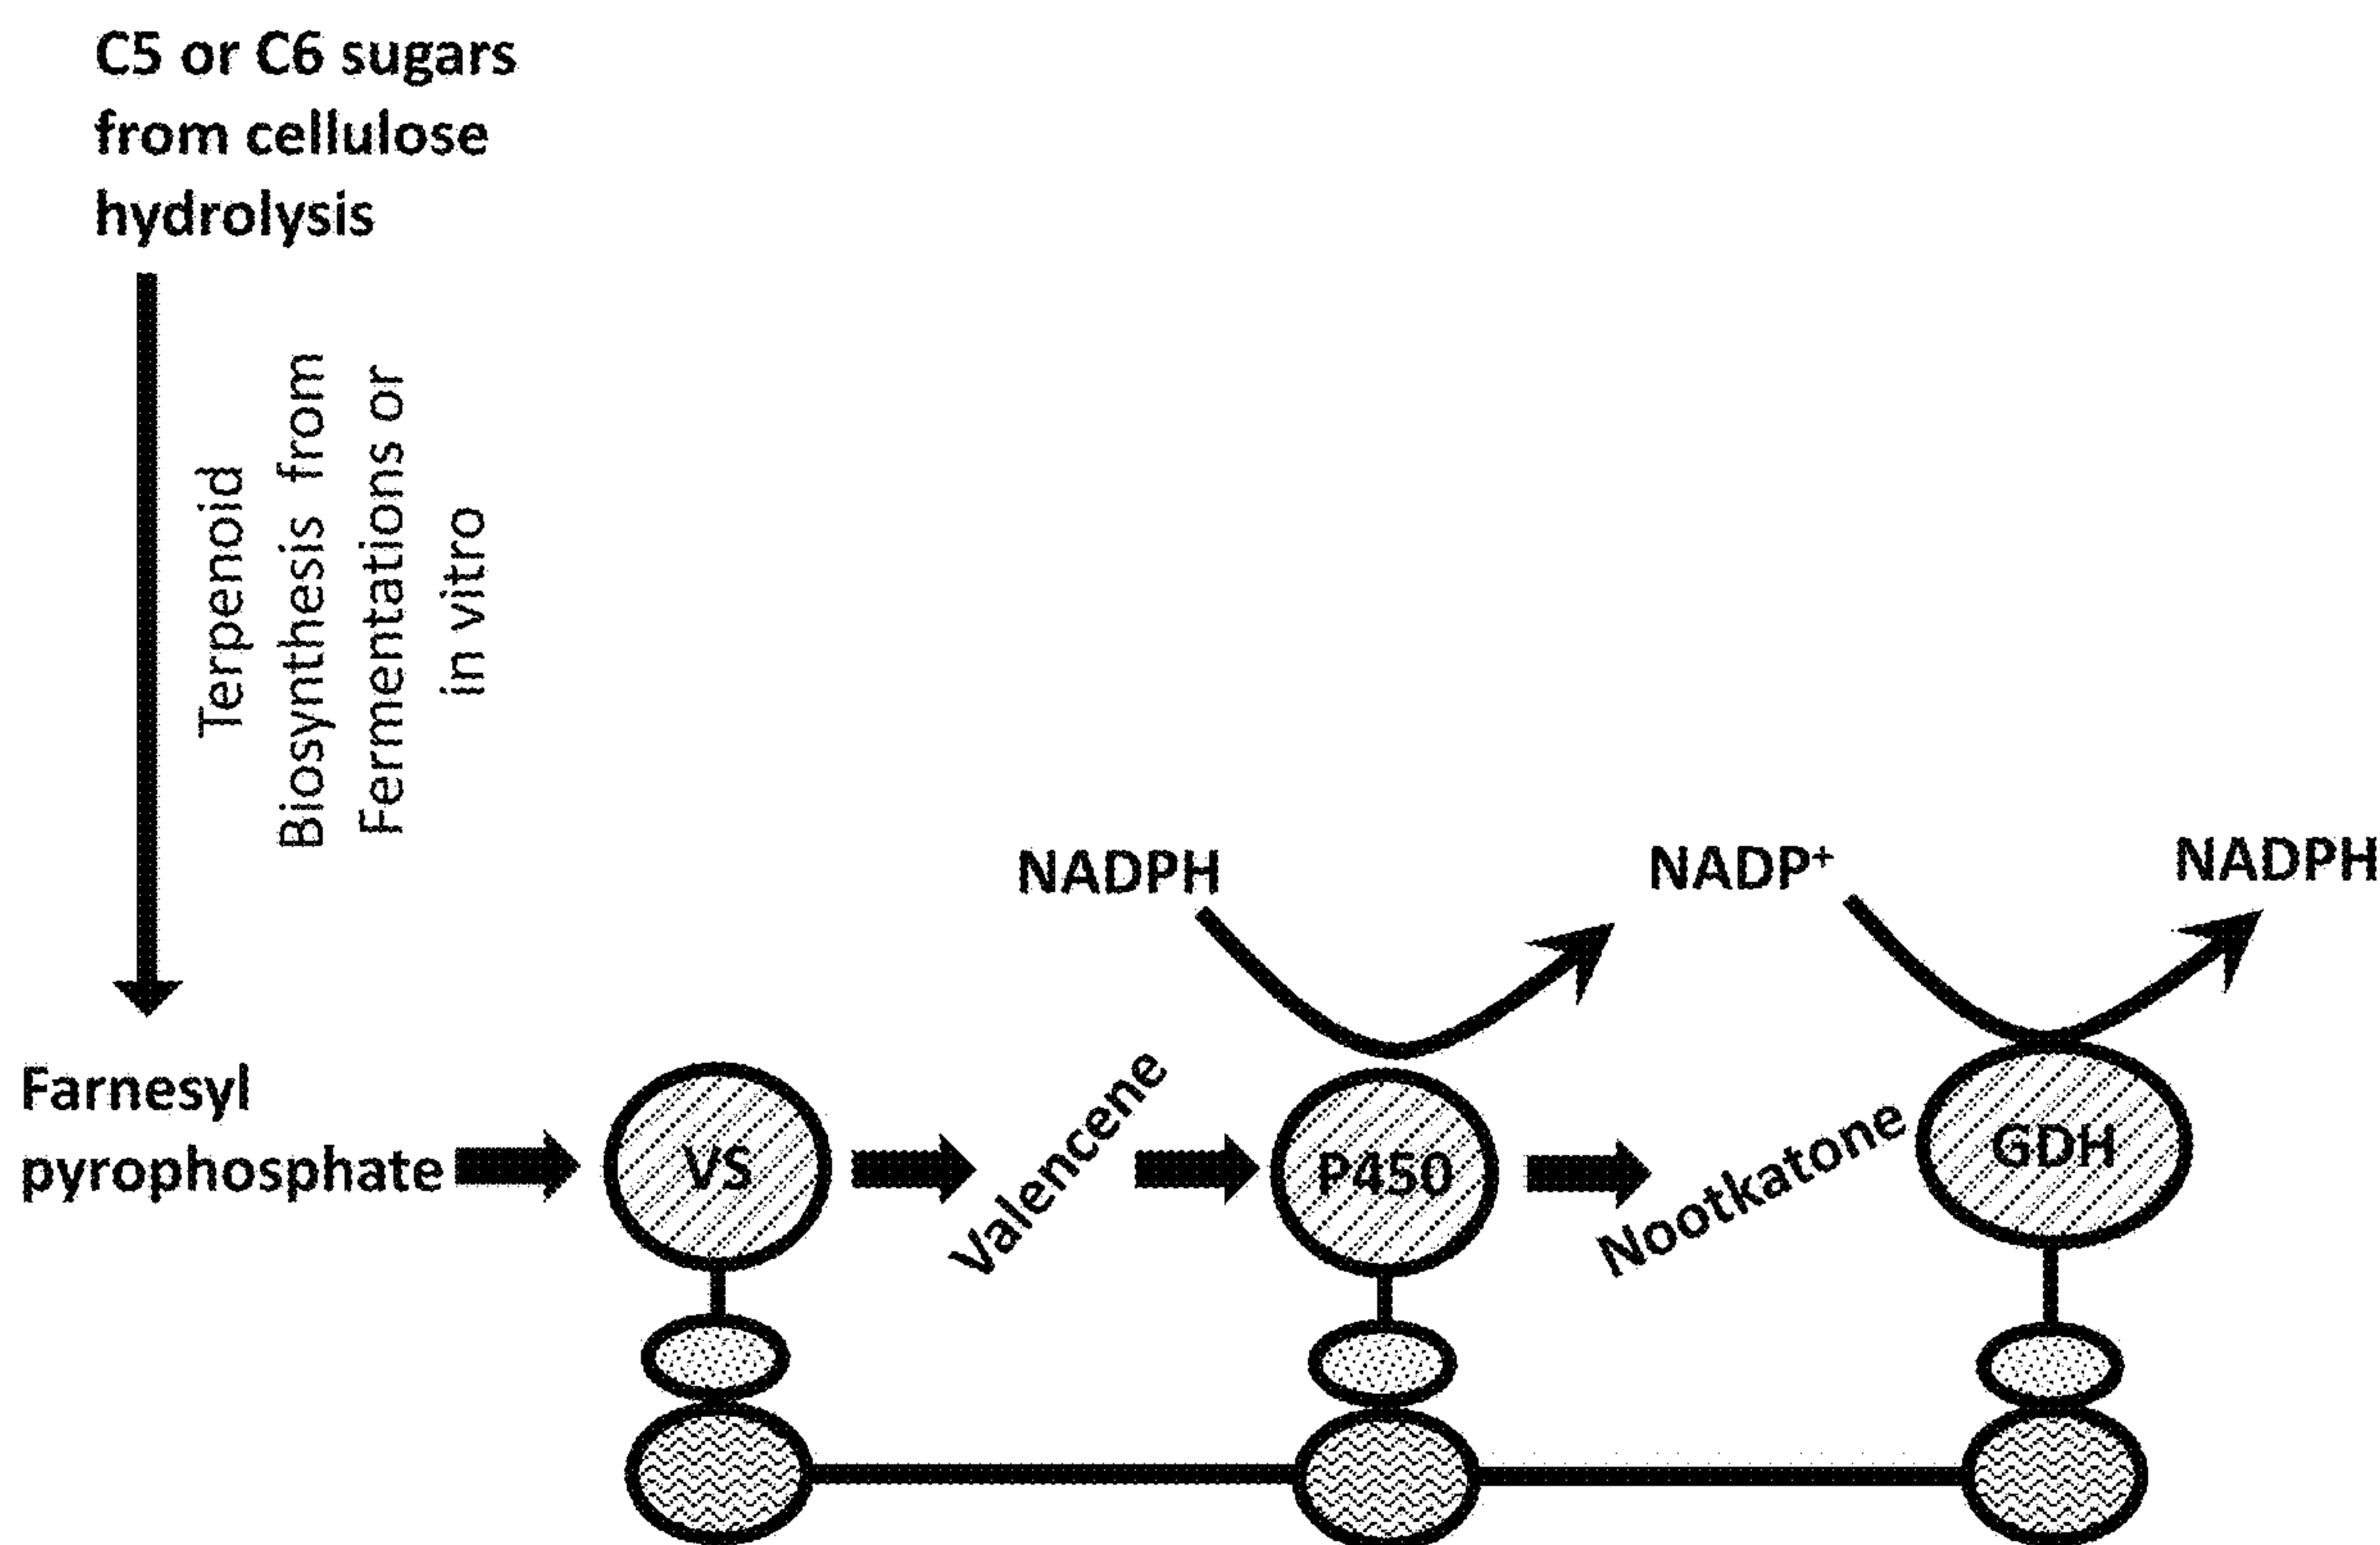 C5 or C6 sugars
from cellulose
hydrolysis
Terpenoid
Biosynthesis from
Fermentations or
in vitro
NADPH
NADP⁺
NADPH
Farnesyl
pyrophosphate
VS
Valencene
P450
Nootkatone
GDH